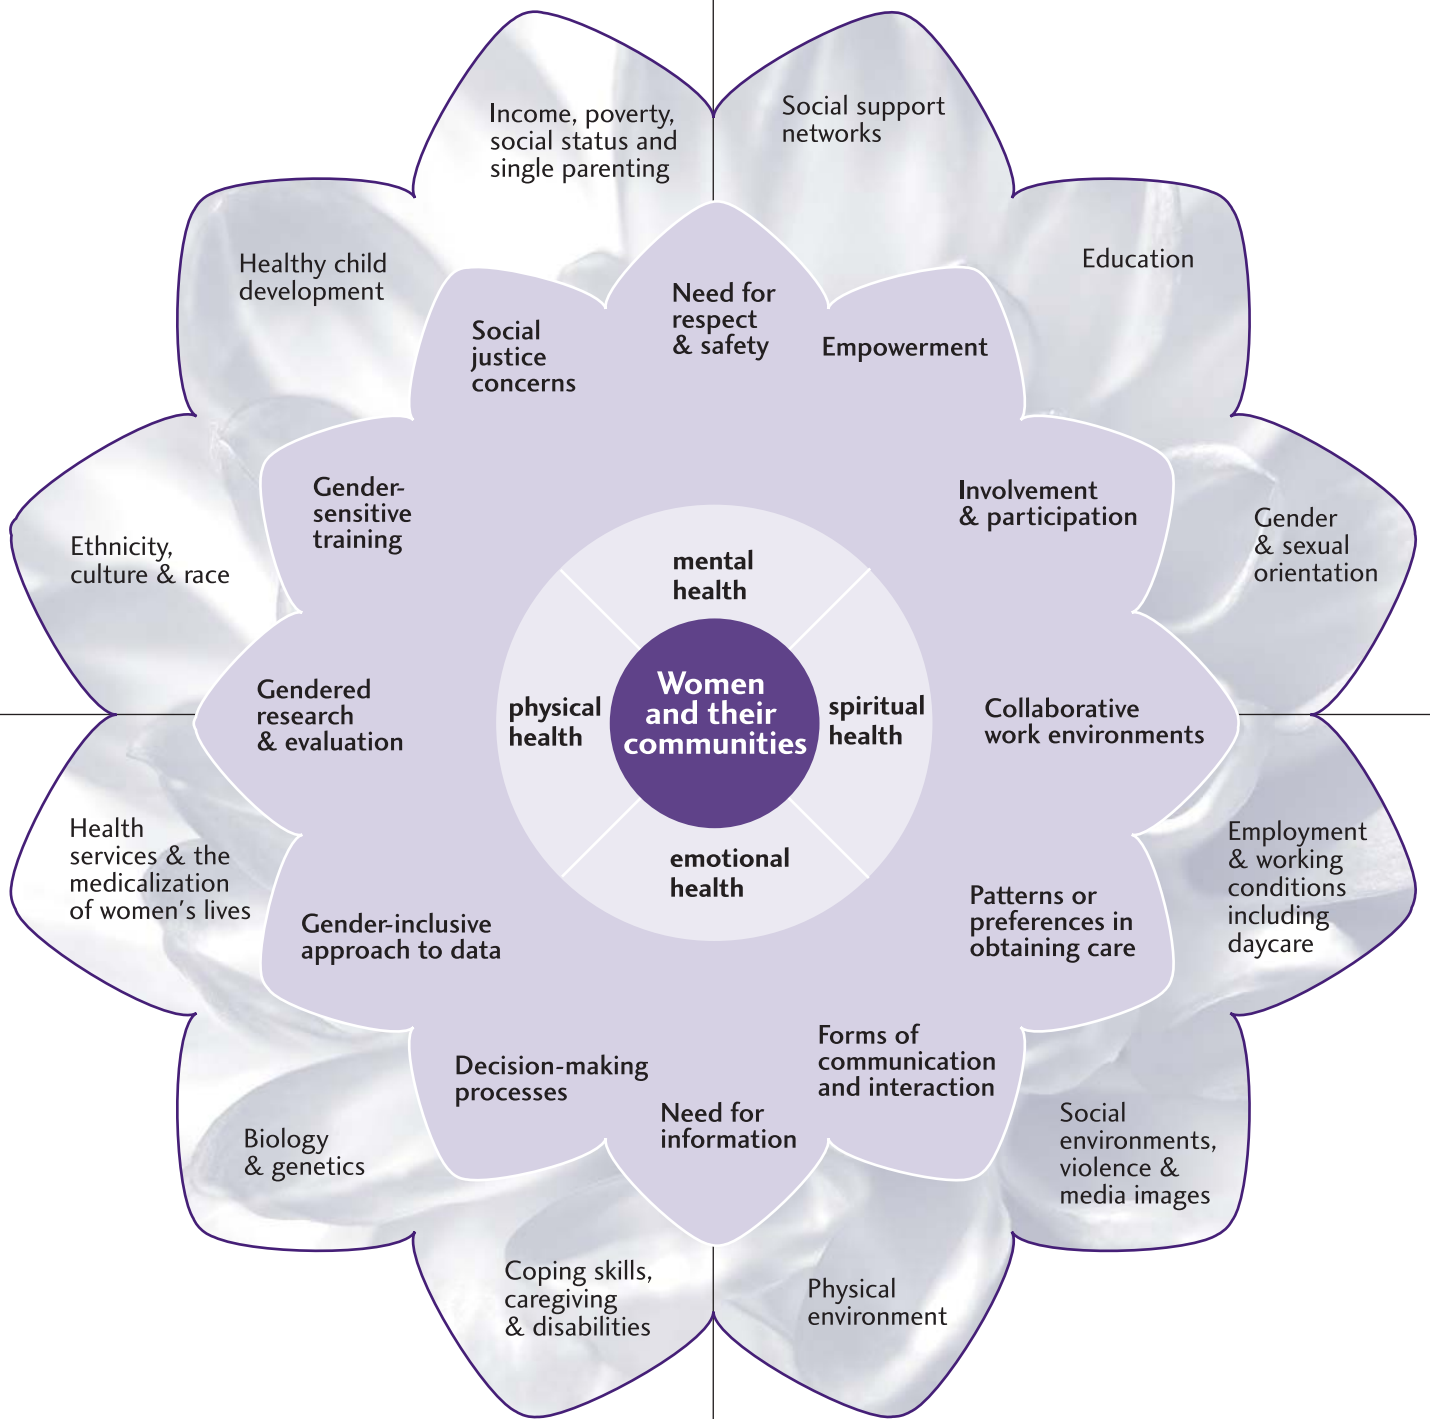 Income, poverty,
social status and
single parenting
Social support
networks
Education
Gender
& sexual
orientation
Employment
& working
conditions
including
daycare
Social
environments,
violence &
media images
Physical
environment
Coping skills,
caregiving
& disabilities
Biology
& genetics
Health
services & the
medicalization
of women's lives
Ethnicity,
culture & race
Healthy child
development
Need for
respect
& safety
Empowerment
Involvement
& participation
Collaborative
work environments
Patterns or
preferences in
obtaining care
Forms of
communication
and interaction
Need for
information
Decision-making
processes
Gender-inclusive
approach to data
Gendered
research
& evaluation
Gender-
sensitive
training
Social
justice
concerns
mental
health
spiritual
health
emotional
health
physical
health
Women
and their
communities